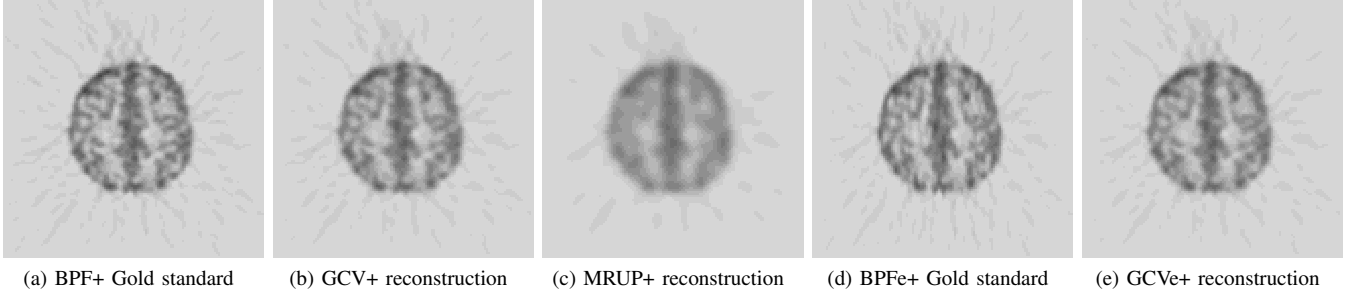 (a) BPF+ Gold standard
(b) GCV+ reconstruction
(c) MRUP+ reconstruction
(d) BPFe+ Gold standard
(e) GCVe+ reconstruction